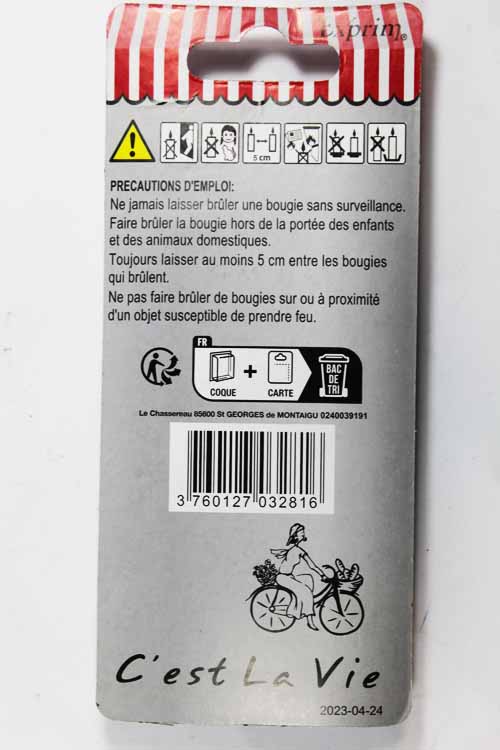 Exprim®
5 cm
PRECAUTIONS D'EMPLOI:
Ne jamais laisser brûler une bougie sans surveillance.
Faire brûler la bougie hors de la portée des enfants
et des animaux domestiques.
Toujours laisser au moins 5 cm entre les bougies
qui brûlent.
Ne pas faire brûler de bougies sur ou à proximité
d'un objet susceptible de prendre feu.
FR
COQUE + CARTE
BAC
DE
TRI
Le Chassereau 85600 St GEORGES de MONTAIGU 0240039191
3 760127 032816
C'est La Vie
2023-04-24